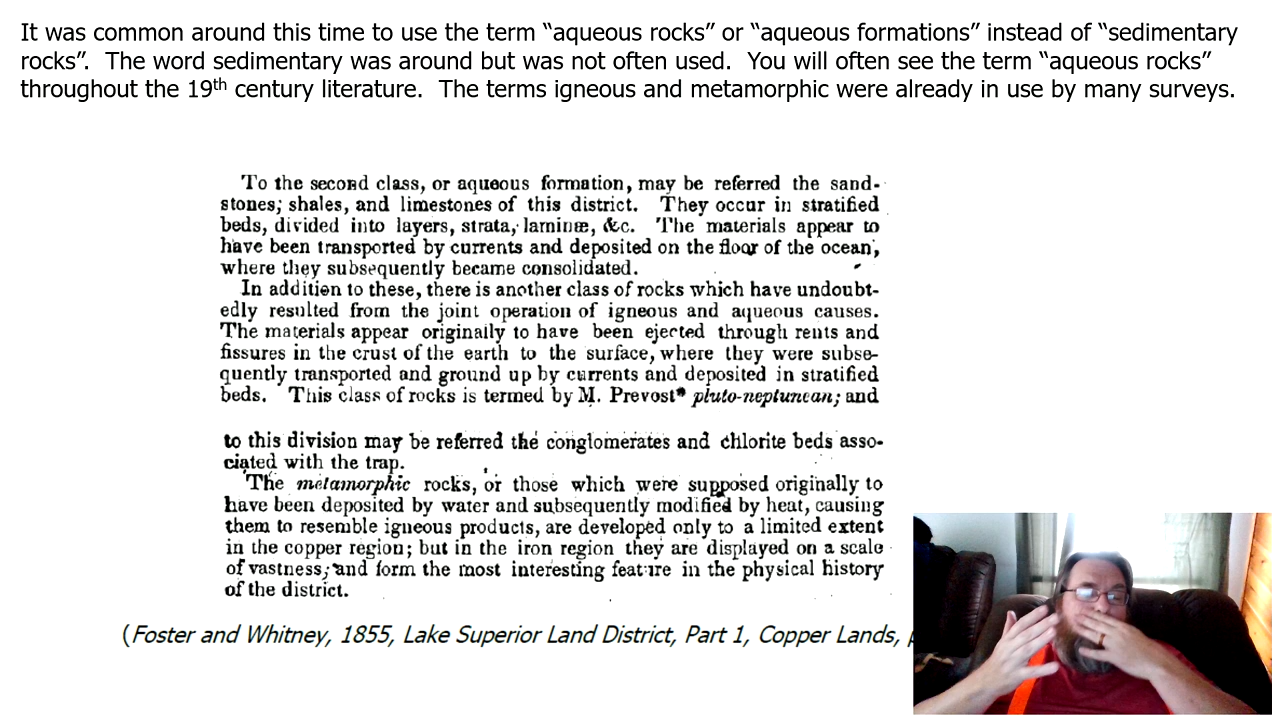 It was common around this time to use the term “aqueous rocks” or “aqueous formations” instead of “sedimentary
rocks”.  The word sedimentary was around but was not often used.  You will often see the term “aqueous rocks”
throughout the 19th century literature.  The terms igneous and metamorphic were already in use by many surveys.
To the second class, or aqueous formation, may be referred the sand-
stones; shales, and limestones of this district. They occur in stratified
beds, divided into layers, strata, laminæ, &c. The materials appear to
have been transported by currents and deposited on the floor of the ocean,
where they subsequently became consolidated.
In addition to these, there is another class of rocks which have undoubt-
edly resulted from the joint operation of igneous and aqueous causes.
The materials appear originally to have been ejected through rents and
fissures in the crust of the earth to the surface, where they were subse-
quently transported and ground up by currents and deposited in stratified
beds. This class of rocks is termed by M. Prevost* pluto-neptunean; and
to this division may be referred the conglomerates and chlorite beds asso-
ciated with the trap.
The metamorphic rocks, or those which were supposed originally to
have been deposited by water and subsequently modified by heat, causing
them to resemble igneous products, are developed only to a limited extent
in the copper region; but in the iron region they are displayed on a scale
of vastness, and form the most interesting feature in the physical history
of the district.
(Foster and Whitney, 1855, Lake Superior Land District, Part 1, Copper Lands,